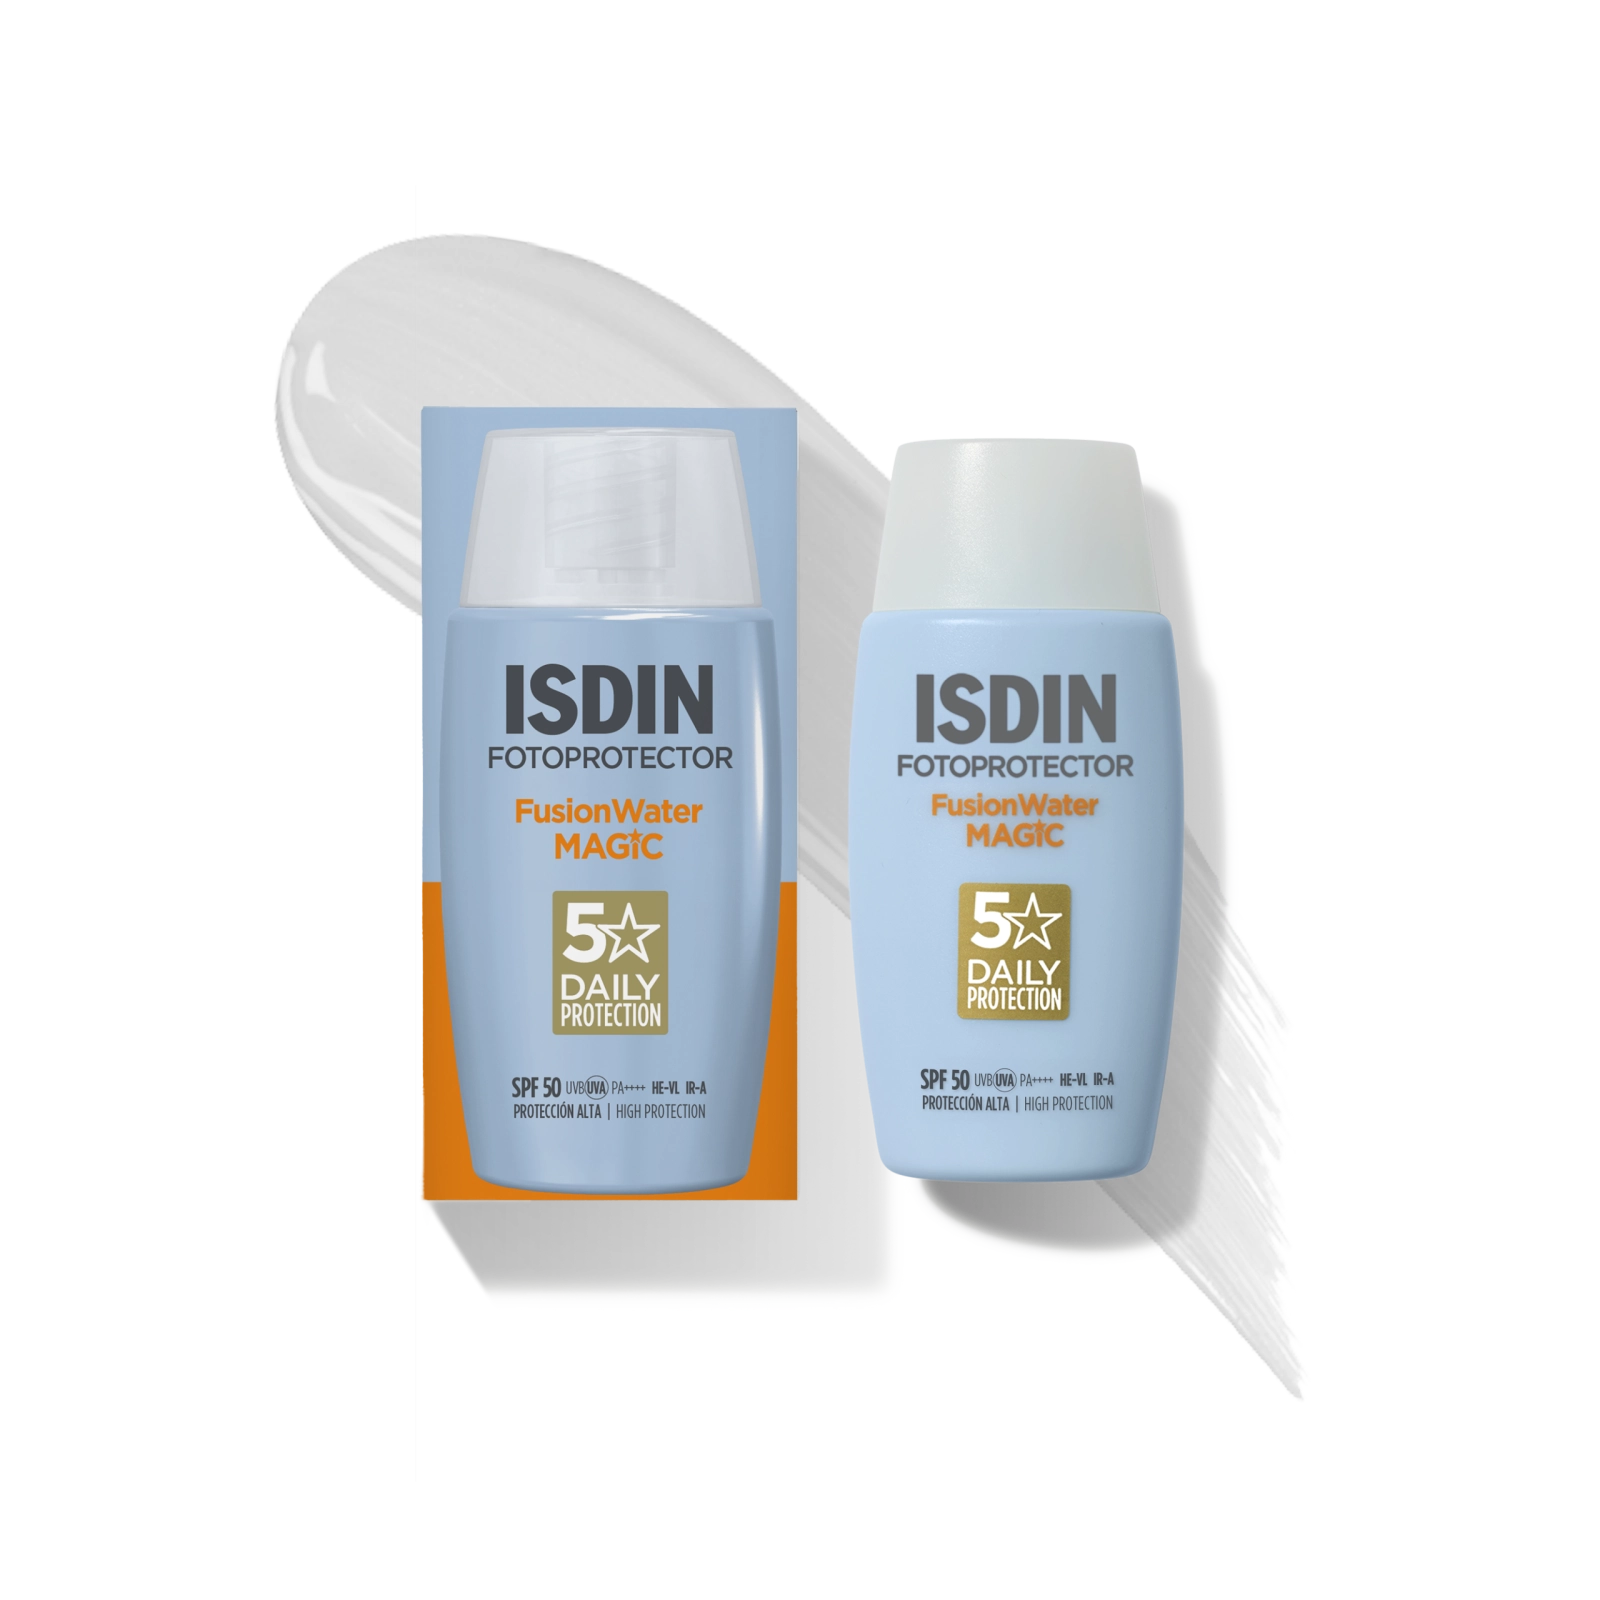 ISDIN
FOTOPROTECTOR
FusionWater
MAGIC
5☆
DAILY
PROTECTION
SPF 50 UVB UVA PA++++ HE-VL IR-A
PROTECCIÓN ALTA | HIGH PROTECTION
ISDIN
FOTOPROTECTOR
FusionWater
MAGIC
5☆
DAILY
PROTECTION
SPF 50 UVB UVA PA++++ HE-VL IR-A
PROTECCIÓN ALTA | HIGH PROTECTION